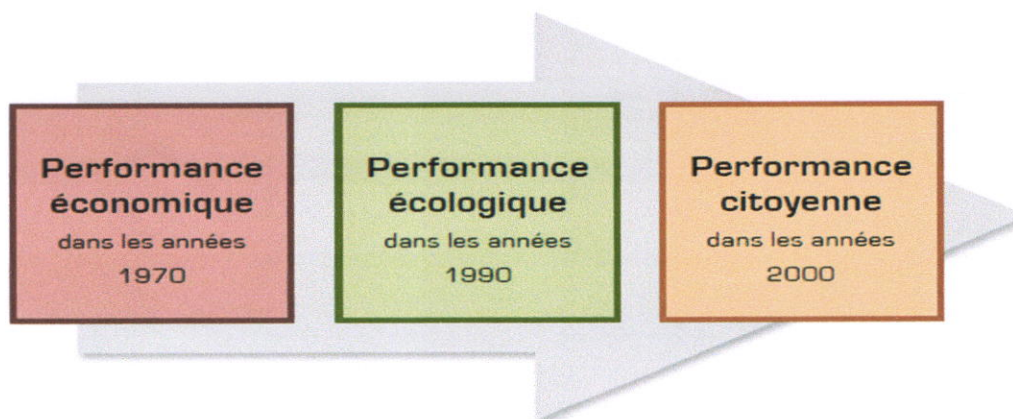 Performance
économique
dans les années
1970
Performance
écologique
dans les années
1990
Performance
citoyenne
dans les années
2000